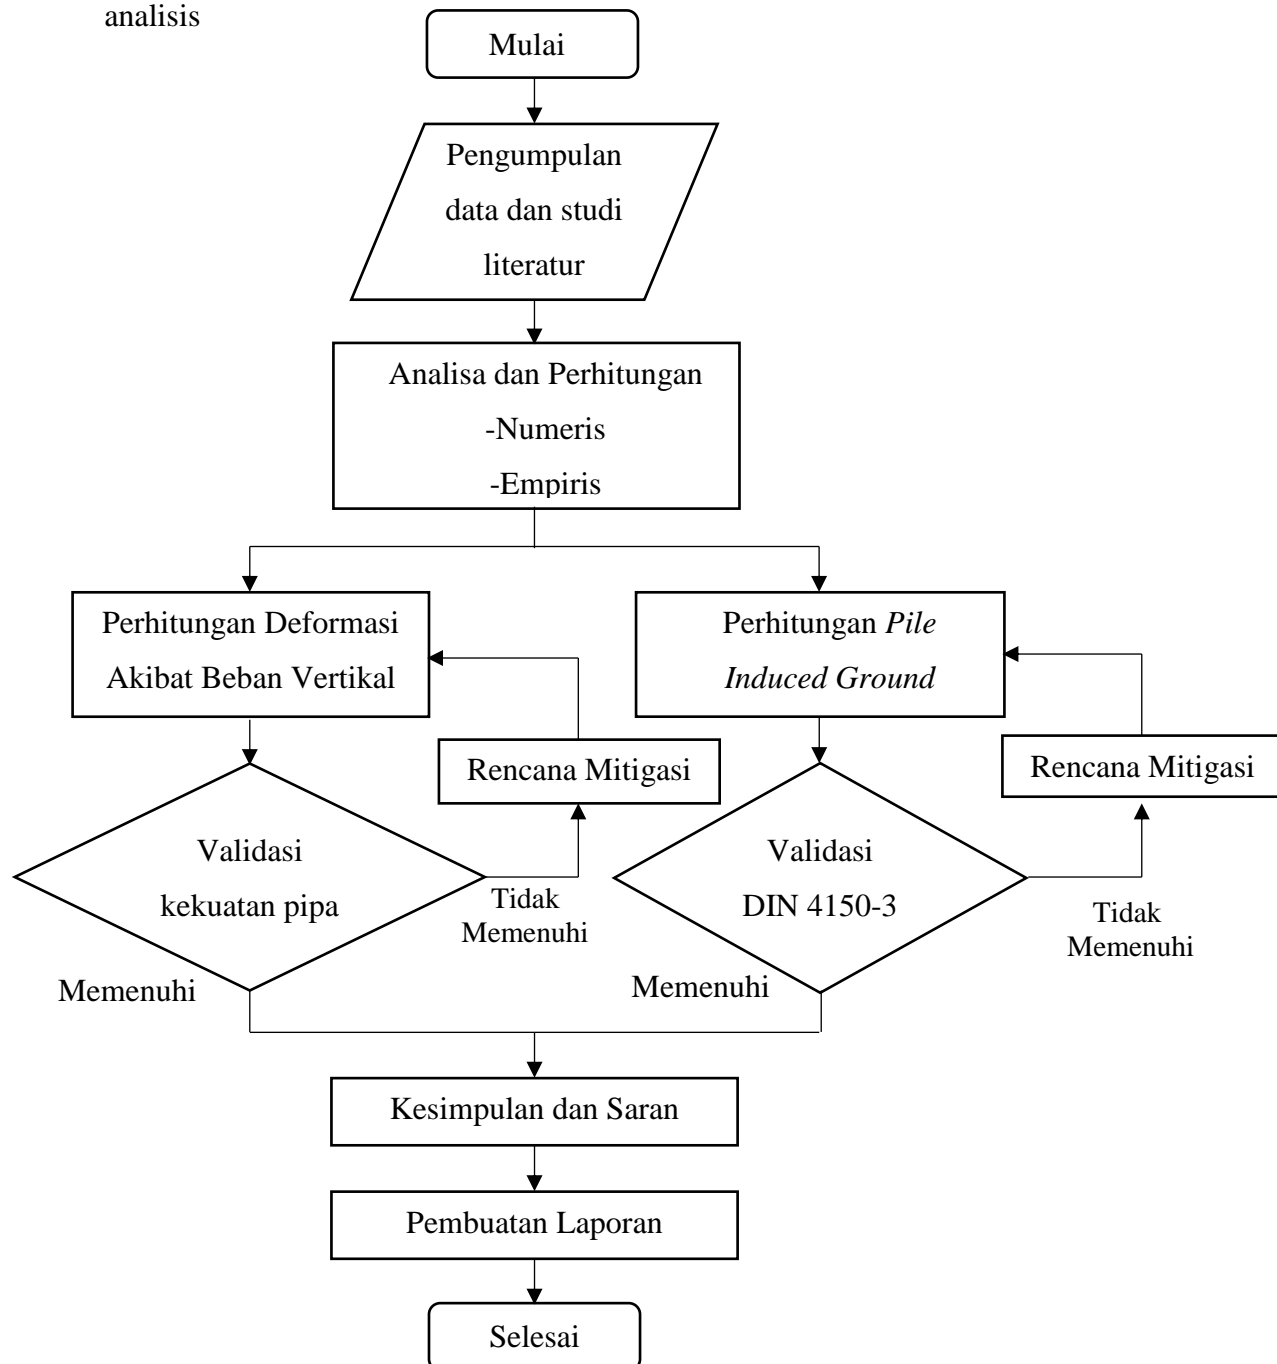 analisis
Mulai
Pengumpulan
data dan studi
literatur
Analisa dan Perhitungan
-Numeris
-Empiris
Perhitungan Deformasi
Akibat Beban Vertikal
Perhitungan Pile
Induced Ground
Rencana Mitigasi
Rencana Mitigasi
Validasi
kekuatan pipa
Tidak
Memenuhi
Validasi
DIN 4150-3
Tidak
Memenuhi
Memenuhi
Memenuhi
Kesimpulan dan Saran
Pembuatan Laporan
Selesai